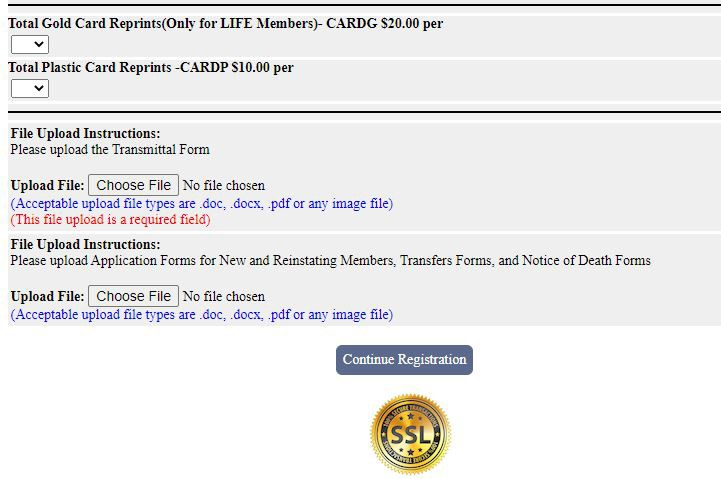 Total Gold Card Reprints(Only for LIFE Members)- CARDG $20.00 per
Total Plastic Card Reprints -CARDP $10.00 per
File Upload Instructions:
Please upload the Transmittal Form
Upload File: Choose File No file chosen
(Acceptable upload file types are .doc, .docx, .pdf or any image file)
(This file upload is a required field)
File Upload Instructions:
Please upload Application Forms for New and Reinstating Members, Transfers Forms, and Notice of Death Forms
Upload File: Choose File No file chosen
(Acceptable upload file types are .doc, .docx, .pdf or any image file)
Continue Registration
100% SECURE TRANSACTIONS
SSL